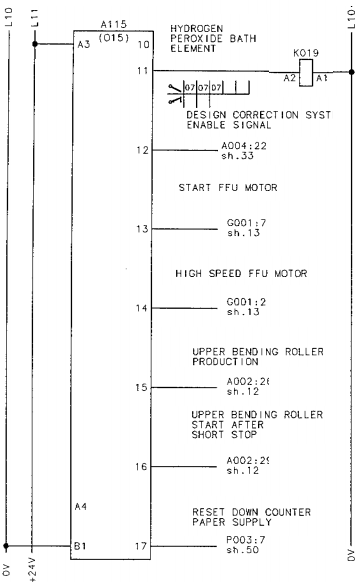 L10
L11
A115
(O15)
HYDROGEN
PEROXIDE BATH
ELEMENT
L10
A3
10
K019
11
A2
A1
07 07 07
DESIGN CORRECTION SYST
ENABLE SIGNAL
12
A004:22
sh.33
START FFU MOTOR
13
G001:7
sh.13
HIGH SPEED FFU MOTOR
14
G001:2
sh.13
UPPER BENDING ROLLER
PRODUCTION
15
sh.12
UPPER BENDING ROLLER
START AFTER
SHORT STOP
16
sh.12
A4
RESET DOWN COUNTER
PAPER SUPPLY
B1
17
P003:7
sh.50
0V
+24V
0V